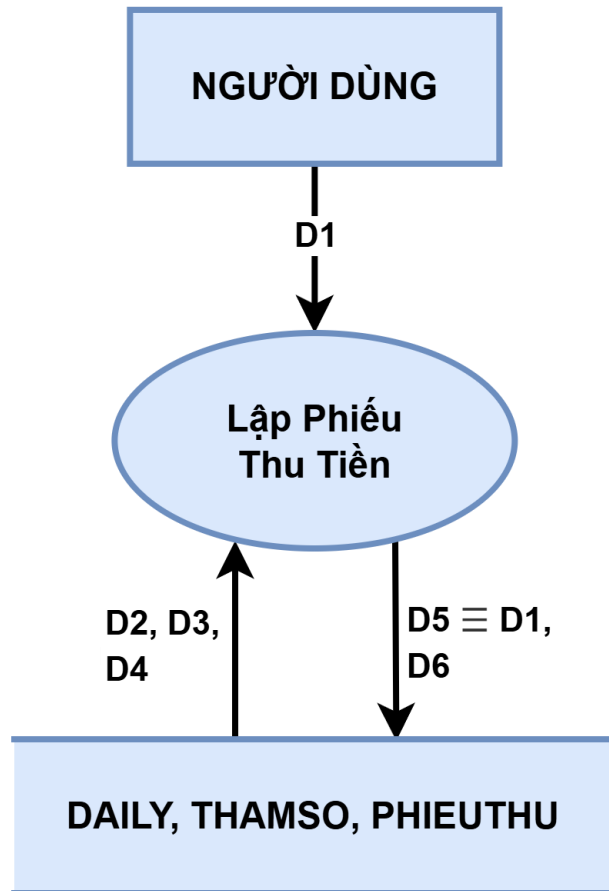 NGƯỜI DÙNG
D1
Lập Phiếu
Thu Tiền
D2, D3,
D4
D5 ≡ D1,
D6
DAILY, THAMSO, PHIEUTHU